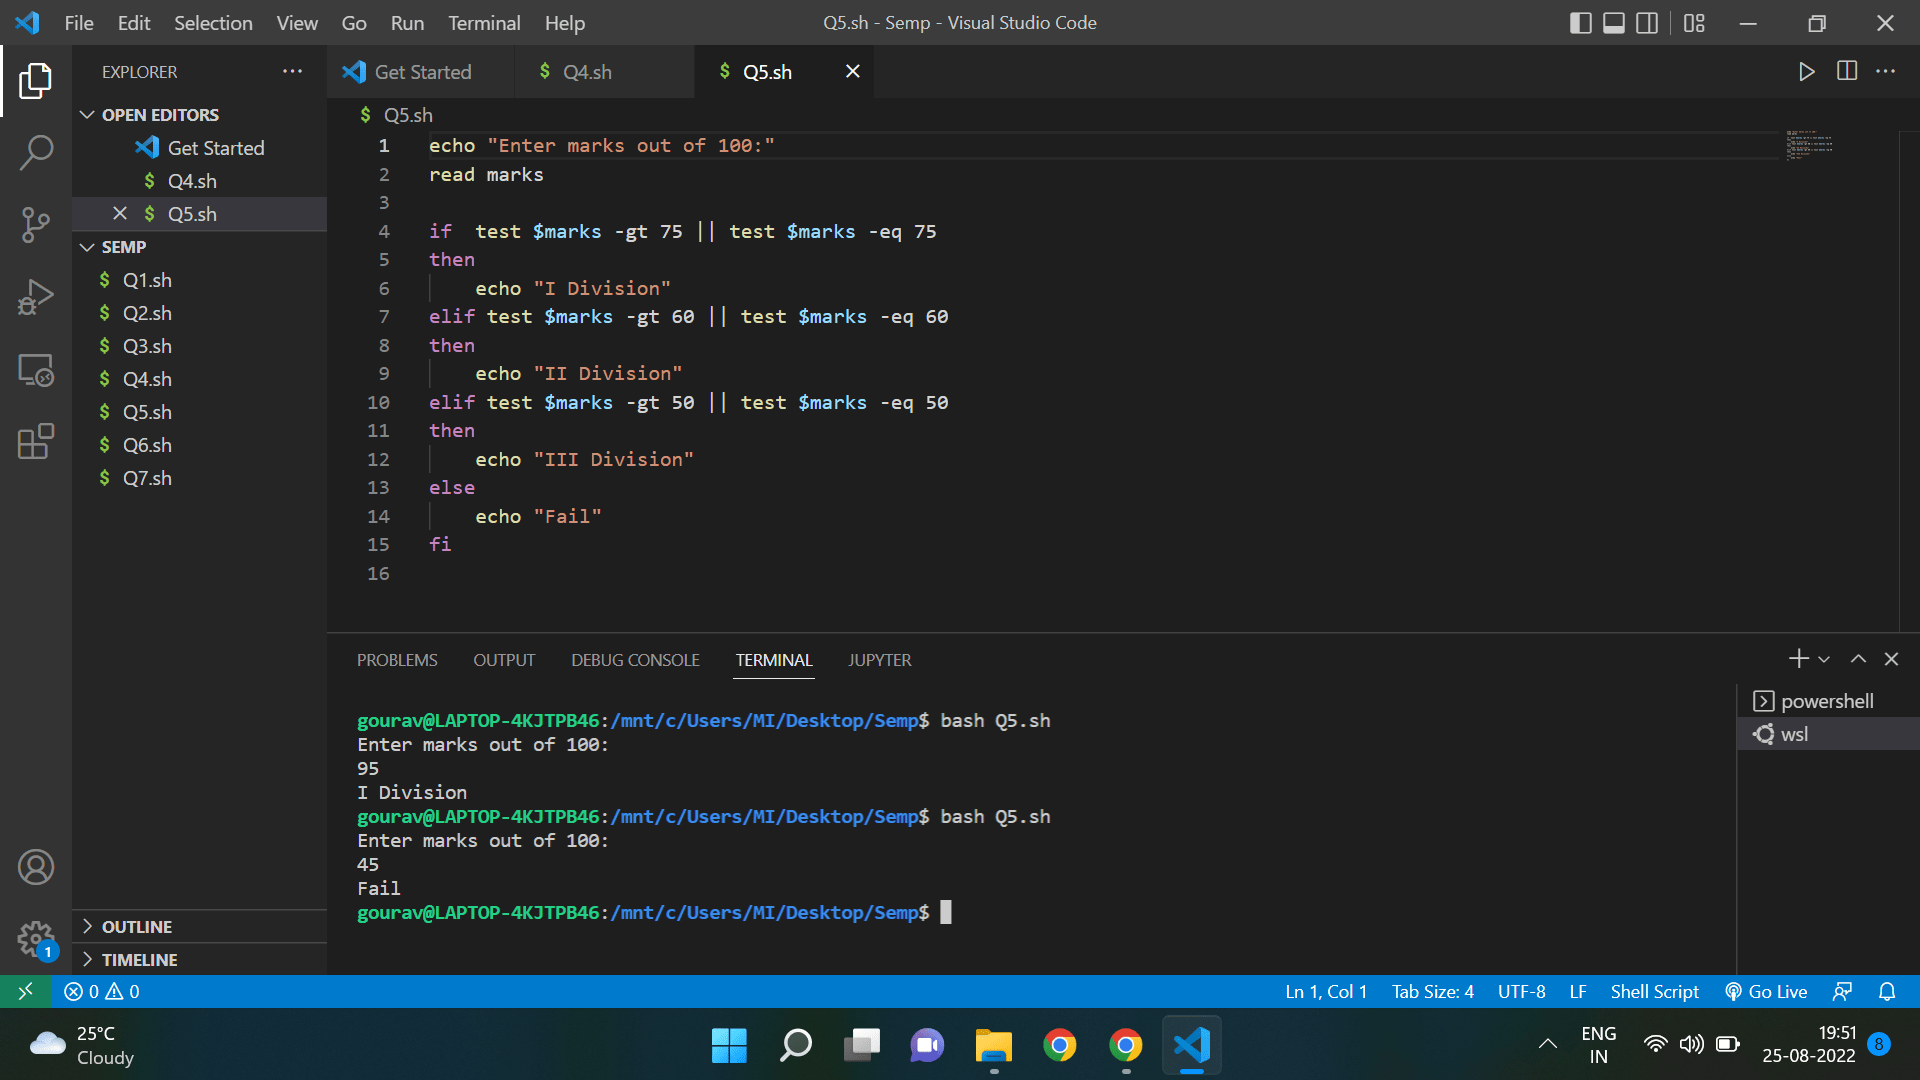 File Edit Selection View Go Run Terminal Help
Q5.sh - Semp - Visual Studio Code
EXPLORER
OPEN EDITORS
Get Started
$ Q4.sh
$ Q5.sh
SEMP
$ Q1.sh
$ Q2.sh
$ Q3.sh
$ Q4.sh
$ Q5.sh
$ Q6.sh
$ Q7.sh
OUTLINE
TIMELINE
Get Started $ Q4.sh $ Q5.sh
$ Q5.sh
1 echo "Enter marks out of 100:"
2 read marks
3
4 if  test $marks -gt 75 || test $marks -eq 75
5 then
6     echo "I Division"
7 elif test $marks -gt 60 || test $marks -eq 60
8 then
9     echo "II Division"
10 elif test $marks -gt 50 || test $marks -eq 50
11 then
12     echo "III Division"
13 else
14     echo "Fail"
15 fi
16
PROBLEMS OUTPUT DEBUG CONSOLE TERMINAL JUPYTER
gourav@LAPTOP-4KJTPB46:/mnt/c/Users/MI/Desktop/Semp$ bash Q5.sh
Enter marks out of 100:
95
I Division
gourav@LAPTOP-4KJTPB46:/mnt/c/Users/MI/Desktop/Semp$ bash Q5.sh
Enter marks out of 100:
45
Fail
gourav@LAPTOP-4KJTPB46:/mnt/c/Users/MI/Desktop/Semp$
powershell
wsl
1
0 0
Ln 1, Col 1 Tab Size: 4 UTF-8 LF Shell Script Go Live
25°C
Cloudy
ENG
IN
19:51
25-08-2022
8